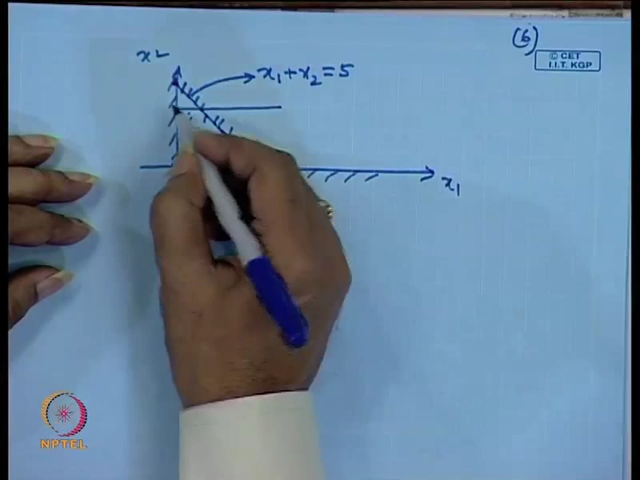 (6)
© CET
I.I.T. KGP
x2
x₁+x₂=5
x₁
NPTEL